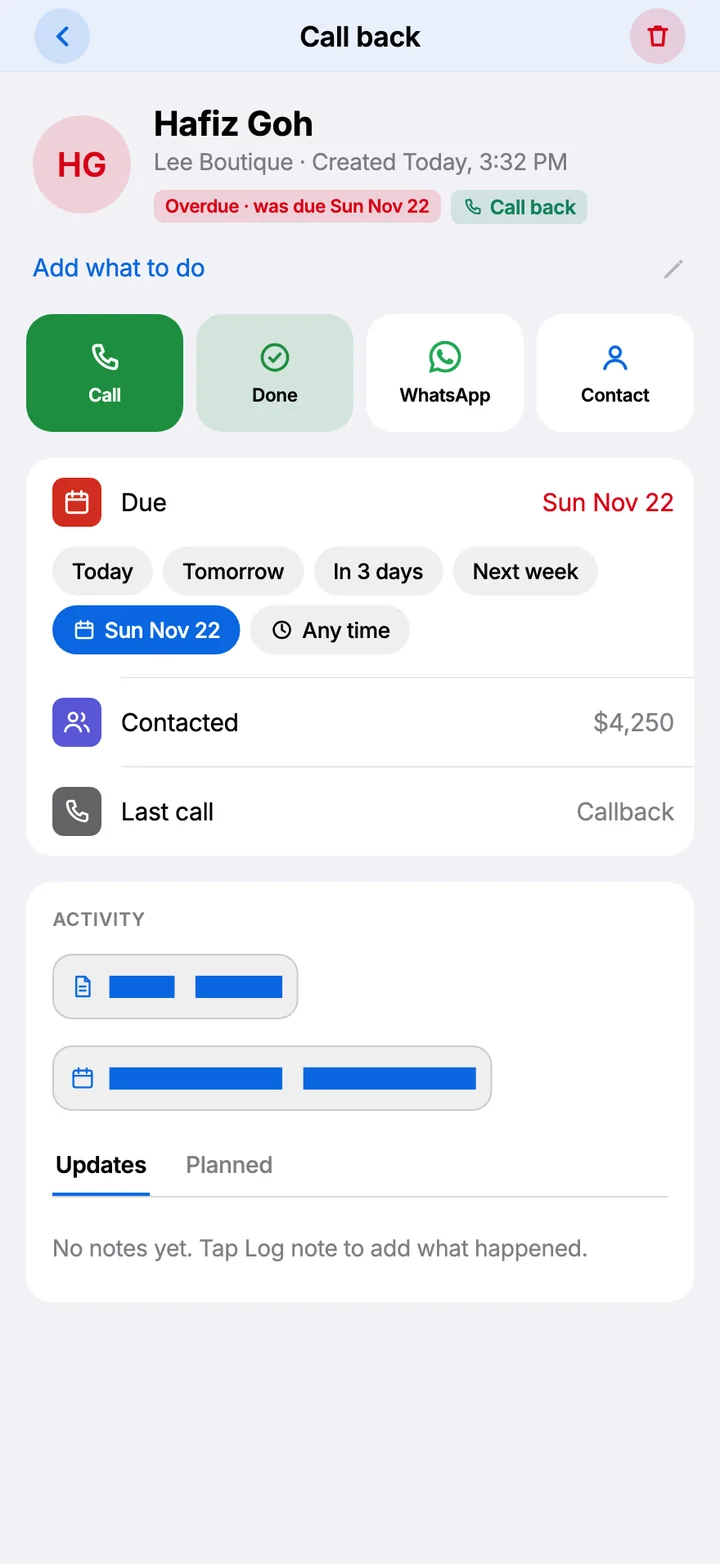 Call back
HG
Hafiz Goh
Lee Boutique · Created Today, 3:32 PM
Overdue · was due Sun Nov 22
Call back
Add what to do
Call
Done
WhatsApp
Contact
Due
Sun Nov 22
Today
Tomorrow
In 3 days
Next week
Sun Nov 22
Any time
Contacted
$4,250
Last call
Callback
ACTIVITY
Updates
Planned
No notes yet. Tap Log note to add what happened.